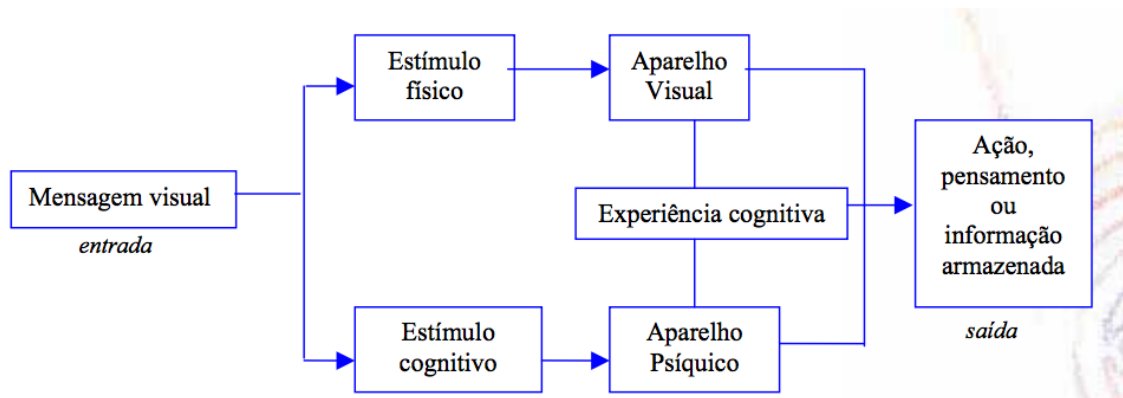 Estímulo
físico
Aparelho
Visual
Mensagem visual
entrada
Experiência cognitiva
Ação,
pensamento
ou
informação
armazenada
saída
Estímulo
cognitivo
Aparelho
Psíquico